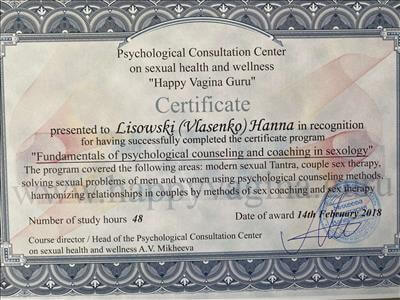 Psychological Consultation Center
on sexual health and wellness
"Happy Vagina Guru"
Certificate
presented to Lisowski (Vlasenko) Hanna in recognition
for having successfully completed the certificate program
"Fundamentals of psychological counseling and coaching in sexology"
The program covered the following areas: modern sexual Tantra, couple sex therapy,
solving sexual problems of men and women using psychological counseling methods,
harmonizing relationships in couples by methods of sex coaching and sex therapy
Number of study hours 48 Date of award 14th February 2018
Course director / Head of the Psychological Consultation Center
on sexual health and wellness A.V. Mikheeva